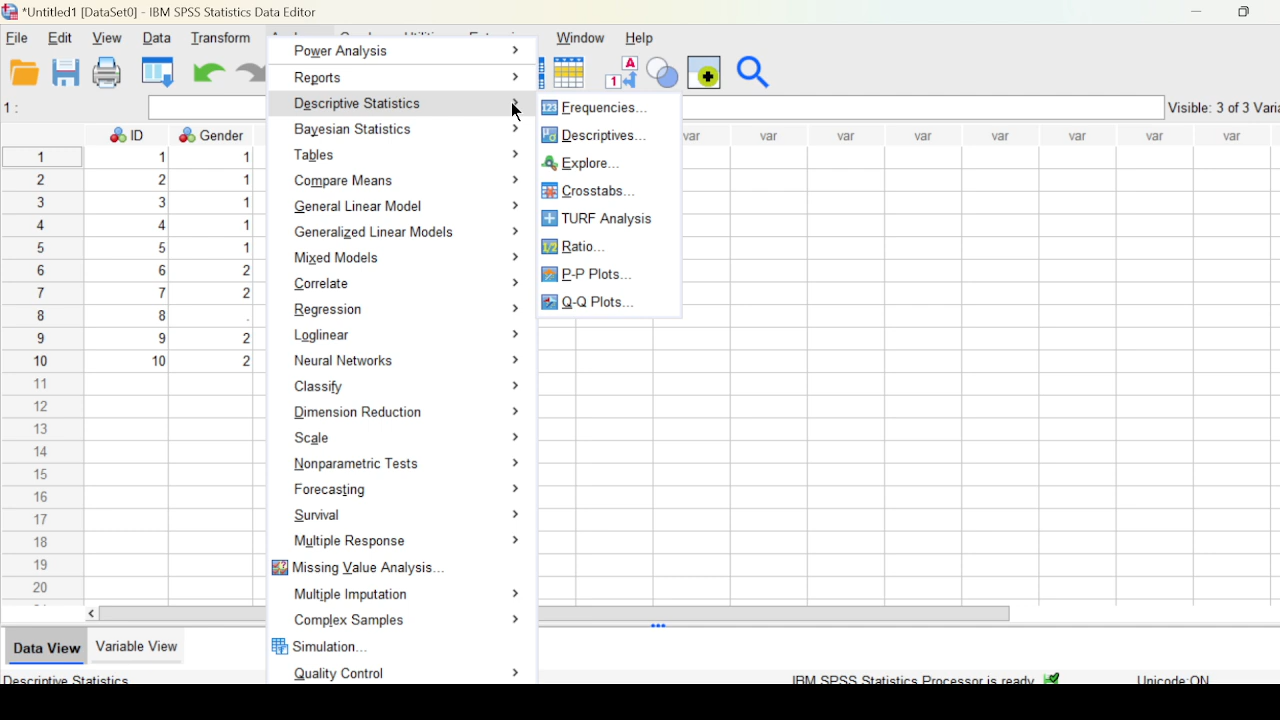 *Untitled1 [DataSet0] - IBM SPSS Statistics Data Editor
File Edit View Data Transform Window Help
1 :
Visible: 3 of 3 Varia
ID Gender var var var var var var var var
1 1 1
2 2 1
3 3 1
4 4 1
5 5 1
6 6 2
7 7 2
8 8 .
9 9 2
10 10 2
11
12
13
14
15
16
17
18
19
20
Power Analysis
Reports
Descriptive Statistics
Bayesian Statistics
Tables
Compare Means
General Linear Model
Generalized Linear Models
Mixed Models
Correlate
Regression
Loglinear
Neural Networks
Classify
Dimension Reduction
Scale
Nonparametric Tests
Forecasting
Survival
Multiple Response
Missing Value Analysis...
Multiple Imputation
Complex Samples
Simulation...
Quality Control
Frequencies...
Descriptives...
Explore...
Crosstabs...
TURF Analysis
Ratio...
P-P Plots...
Q-Q Plots...
Data View Variable View
Descriptive Statistics IBM SPSS Statistics Processor is ready Unicode:ON